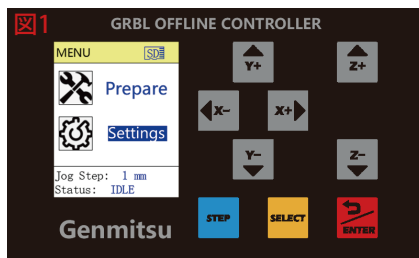 図1
GRBL OFFLINE CONTROLLER
MENU SD
Prepare
Settings
Jog Step: 1 mm
Status: IDLE
Y+
Z+
X-
X+
Y-
Z-
STEP
SELECT
ENTER
Genmitsu